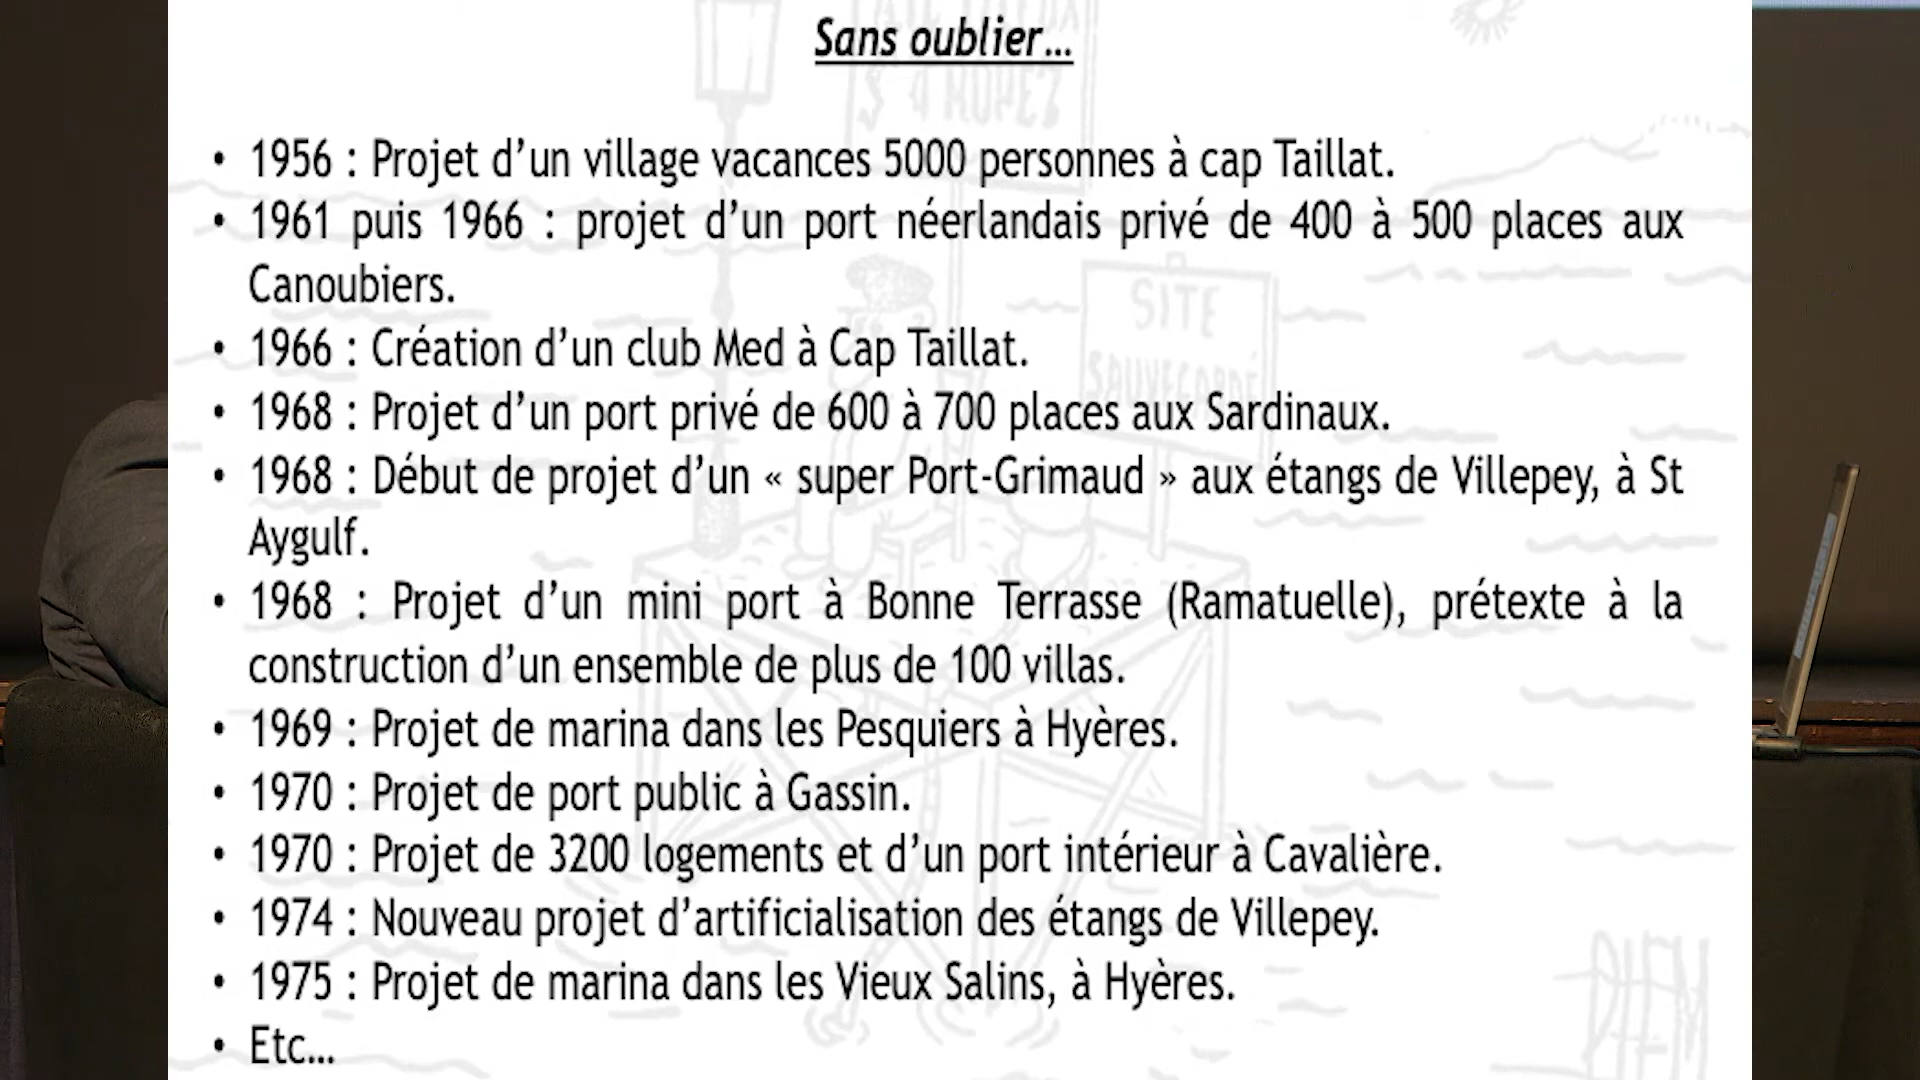 Sans oublier...
• 1956 : Projet d’un village vacances 5000 personnes à cap Taillat.
• 1961 puis 1966 : projet d’un port néerlandais privé de 400 à 500 places aux
Canoubiers.
• 1966 : Création d’un club Med à Cap Taillat.
• 1968 : Projet d’un port privé de 600 à 700 places aux Sardinaux.
• 1968 : Début de projet d’un « super Port-Grimaud » aux étangs de Villepey, à St
Aygulf.
• 1968 : Projet d’un mini port à Bonne Terrasse (Ramatuelle), prétexte à la
construction d’un ensemble de plus de 100 villas.
• 1969 : Projet de marina dans les Pesquiers à Hyères.
• 1970 : Projet de port public à Gassin.
• 1970 : Projet de 3200 logements et d’un port intérieur à Cavalière.
• 1974 : Nouveau projet d’artificialisation des étangs de Villepey.
• 1975 : Projet de marina dans les Vieux Salins, à Hyères.
• Etc...
SITE
SAUVEGARDÉ